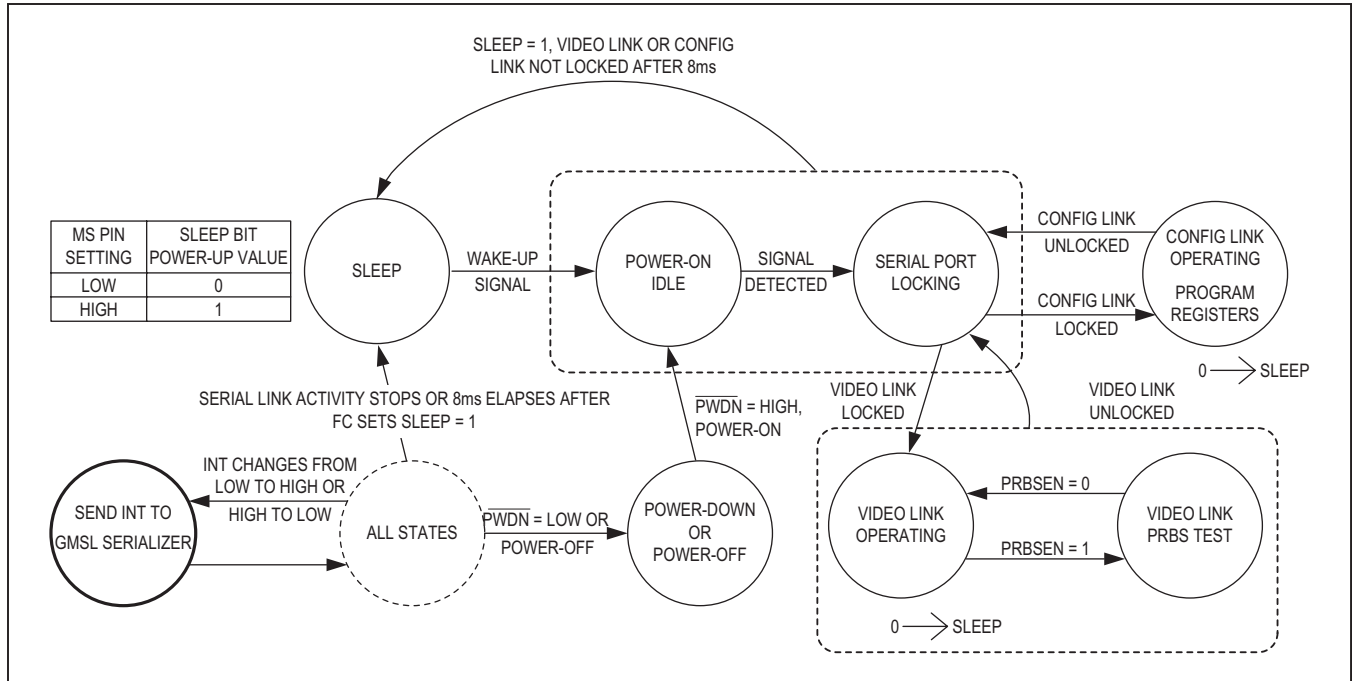 SLEEP = 1, VIDEO LINK OR CONFIG
LINK NOT LOCKED AFTER 8ms
MS PIN SETTING
SLEEP BIT POWER-UP VALUE
LOW
0
HIGH
1
SLEEP
WAKE-UP
SIGNAL
POWER-ON
IDLE
SIGNAL
DETECTED
SERIAL PORT
LOCKING
CONFIG LINK
UNLOCKED
CONFIG LINK
LOCKED
CONFIG LINK
OPERATING
PROGRAM
REGISTERS
0 → SLEEP
SERIAL LINK ACTIVITY STOPS OR 8ms ELAPSES AFTER
FC SETS SLEEP = 1
PWDN = HIGH,
POWER-ON
VIDEO LINK
LOCKED
VIDEO LINK
UNLOCKED
INT CHANGES FROM
LOW TO HIGH OR
HIGH TO LOW
SEND INT TO
GMSL SERIALIZER
ALL STATES
PWDN = LOW OR
POWER-OFF
POWER-DOWN
OR
POWER-OFF
VIDEO LINK
OPERATING
PRBSEN = 0
PRBSEN = 1
VIDEO LINK
PRBS TEST
0 → SLEEP